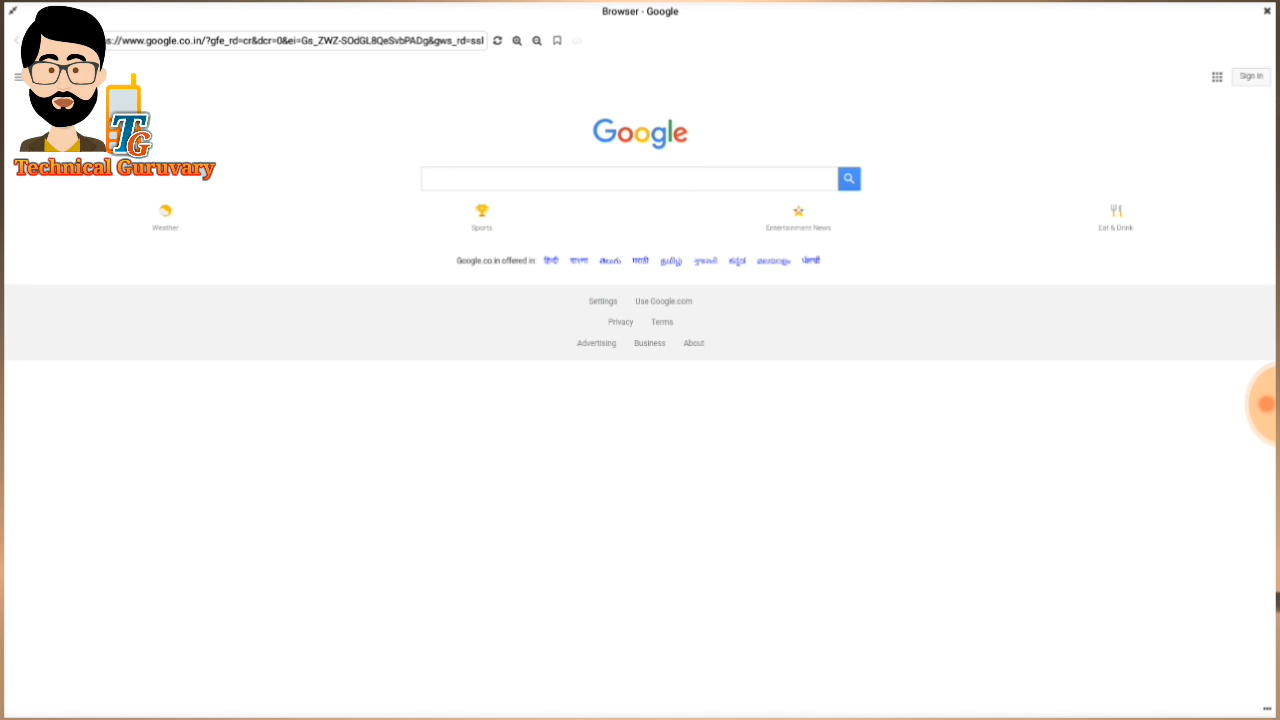 Browser - Google
s://www.google.co.in/?gfe_rd=cr&dcr=0&ei=Gs_ZWZ-SOdGL8QeSvbPADg&gws_rd=ssl
Sign in
TG
Technical Guruvary
Google
Weather
Sports
Entertainment News
Eat & Drink
Google.co.in offered in: हिन्दी বাংলা తెలుగు मराठी தமிழ் ગુજરાતી ಕನ್ನಡ മലയാളം ਪੰਜਾਬੀ
Settings Use Google.com
Privacy Terms
Advertising Business About